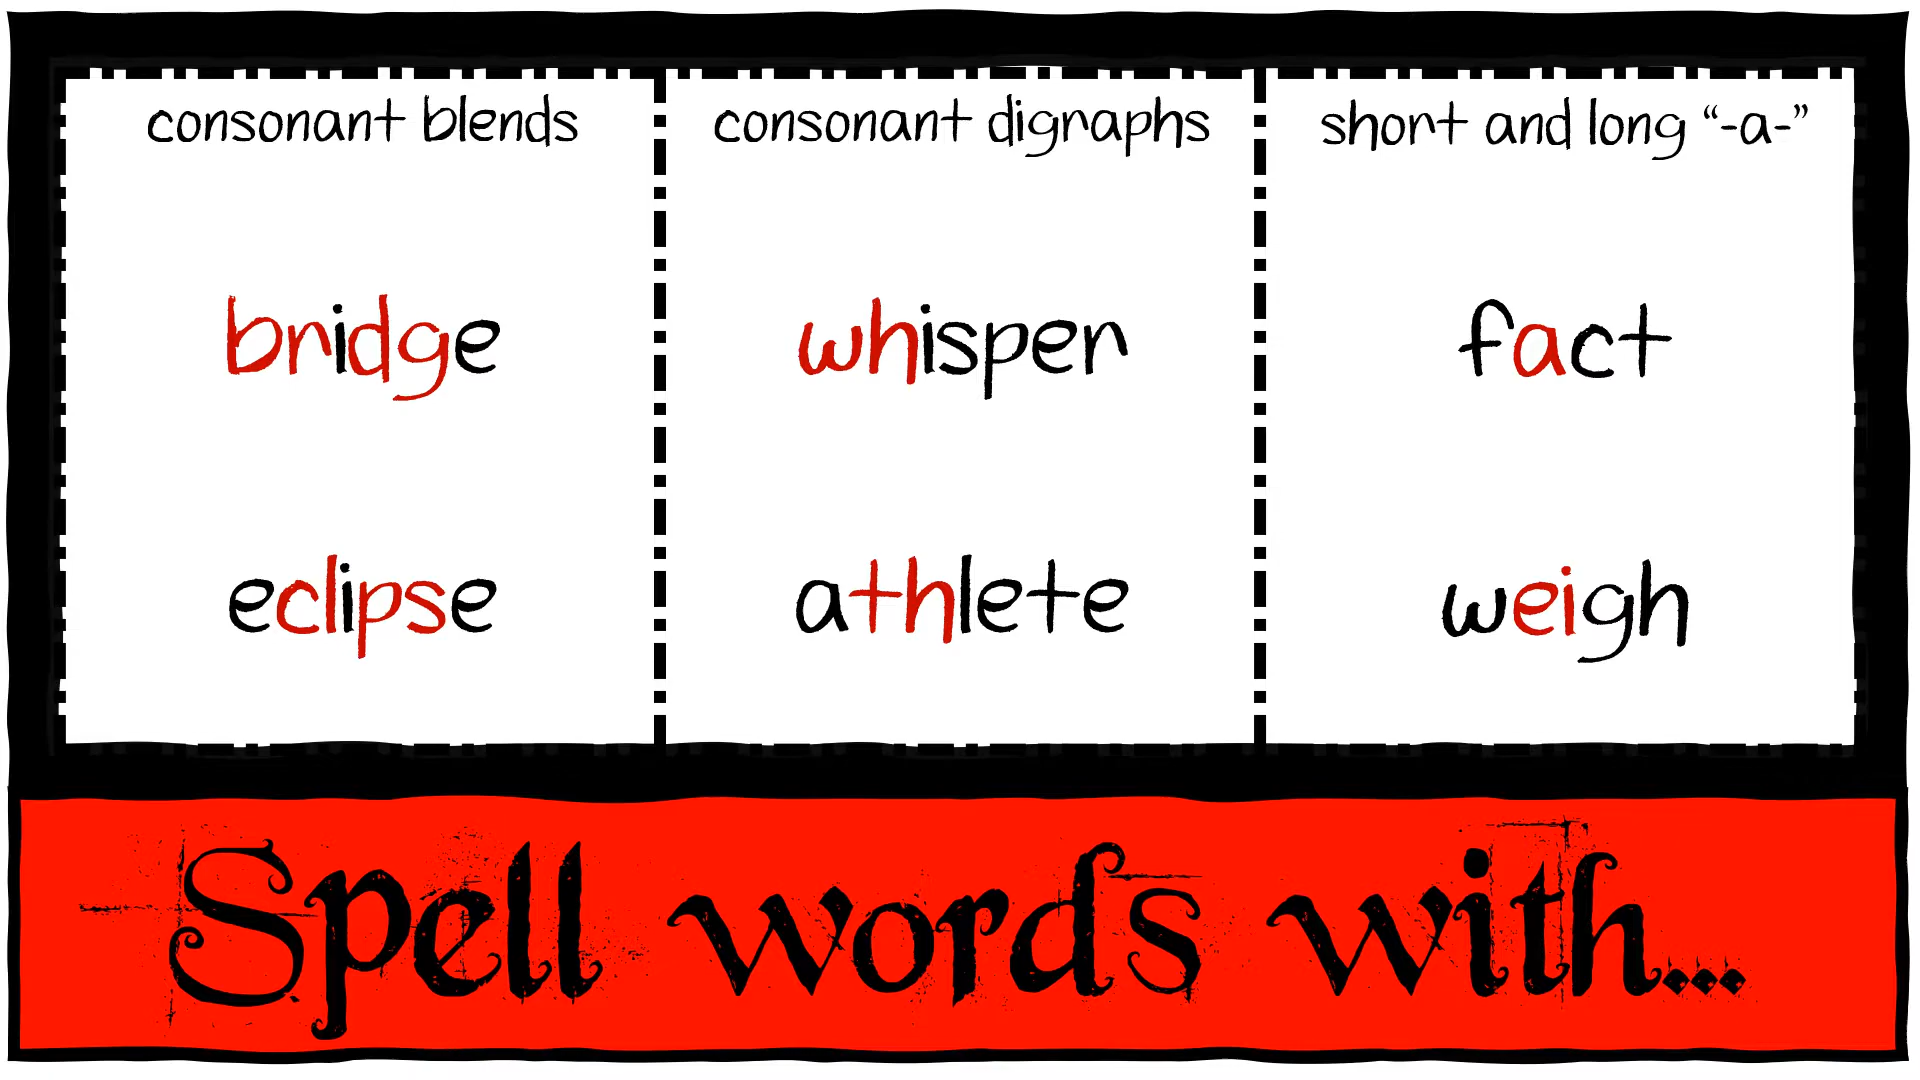 consonant blends
bridge
eclipse
consonant digraphs
whisper
athlete
short and long “-a-”
fact
weigh
Spell words with...